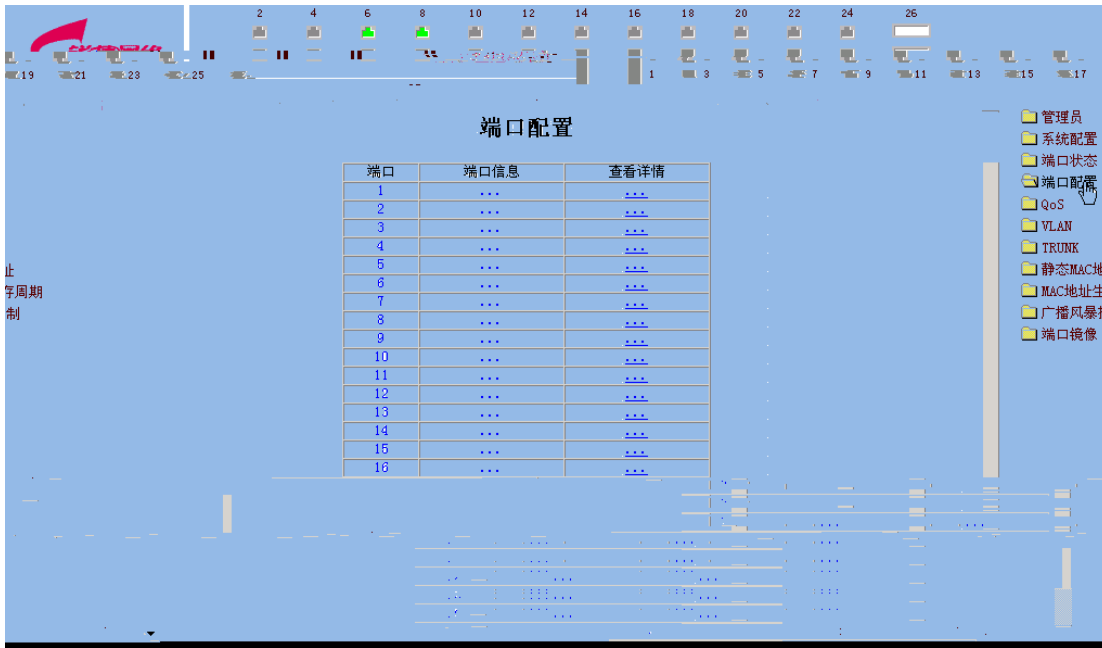 2 4 6 8 10 12 14 16 18 20 22 24 26
19 21 23 25 1 3 5 7 9 11 13 15 17
端口配置
端口 端口信息 查看详情
1 ... ...
2 ... ...
3 ... ...
4 ... ...
5 ... ...
6 ... ...
7 ... ...
8 ... ...
9 ... ...
10 ... ...
11 ... ...
12 ... ...
13 ... ...
14 ... ...
15 ... ...
16 ... ...
管理员
系统配置
端口状态
端口配置
QoS
VLAN
TRUNK
静态MAC地
MAC地址生
广播风暴
端口镜像
址
存周期
制